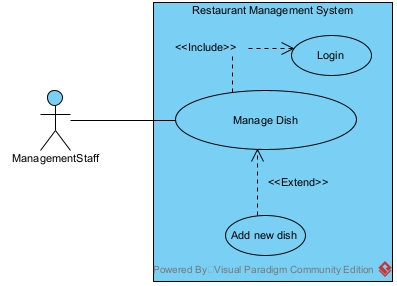 Restaurant Management System
<<Include>>
Login
Manage Dish
ManagementStaff
<<Extend>>
Add new dish
Powered By: Visual Paradigm Community Edition